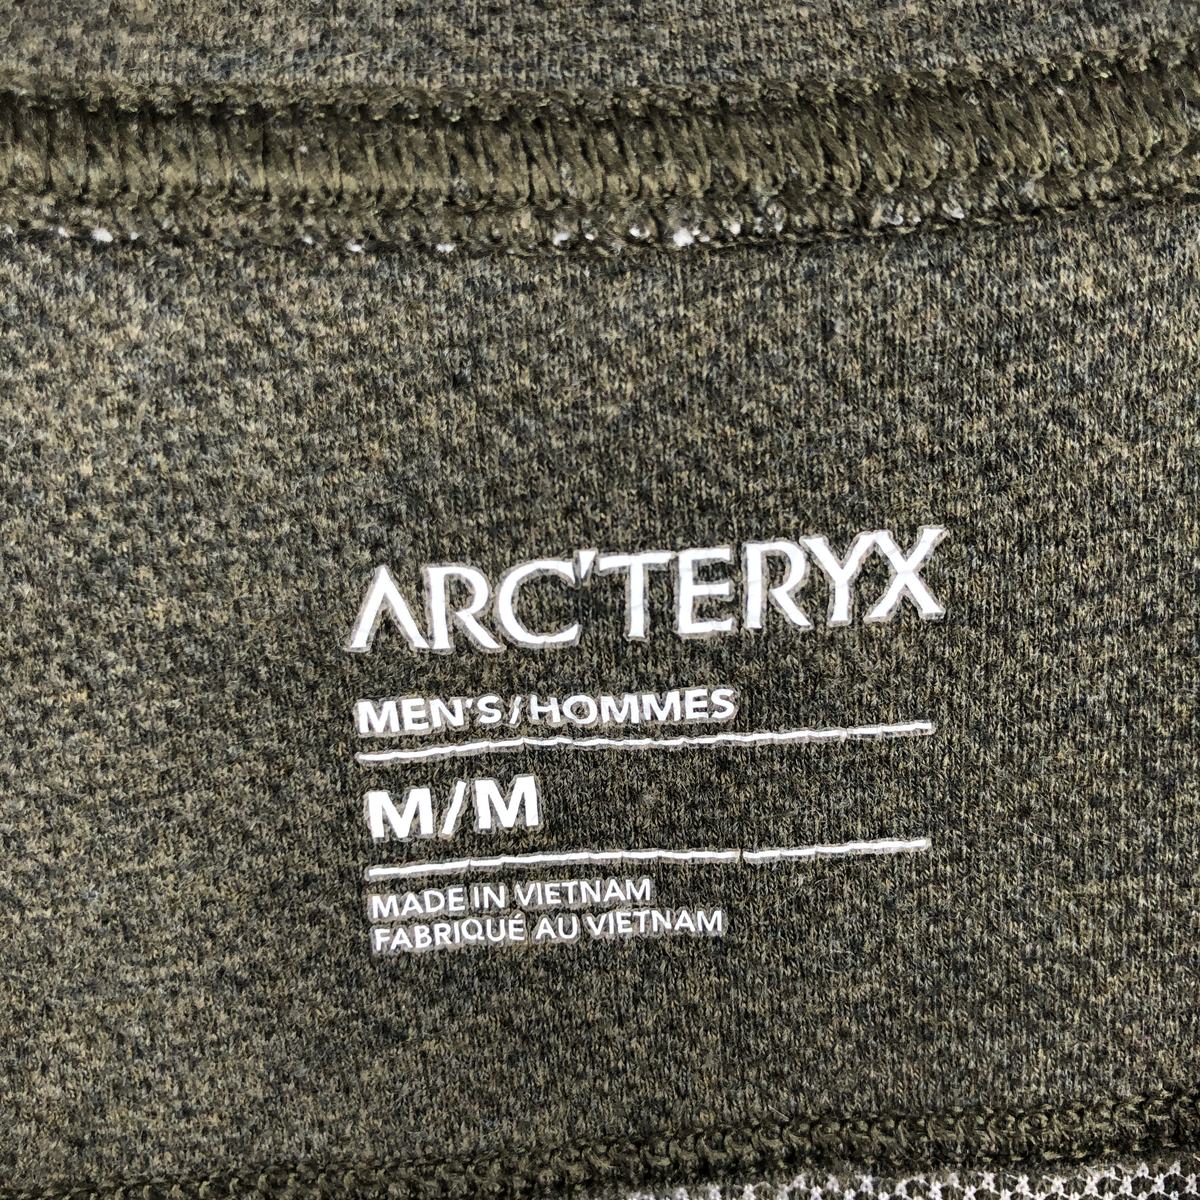 ARC'TERYX
MEN'S/HOMMES
M/M
MADE IN VIETNAM
FABRIQUÉ AU VIETNAM